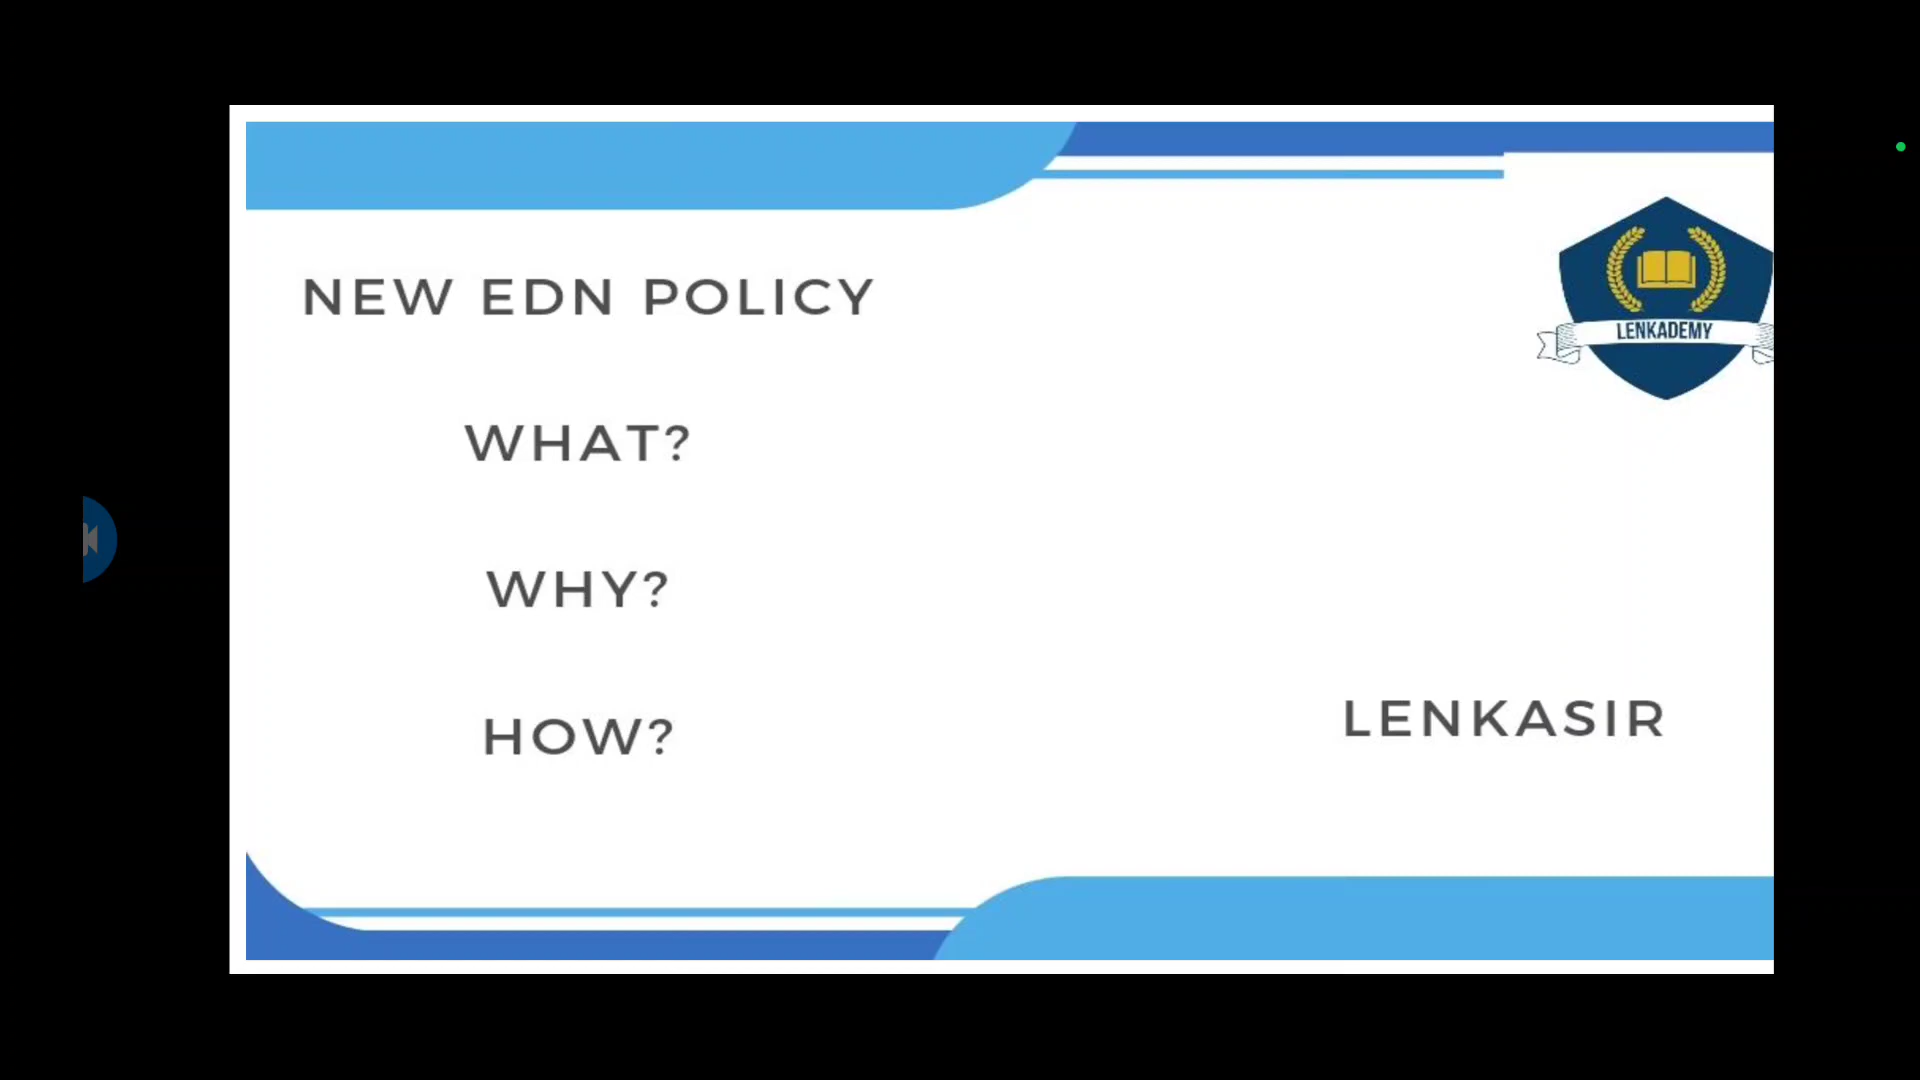 NEW EDN POLICY
LENKADEMY
WHAT?
WHY?
HOW?
LENKASIR